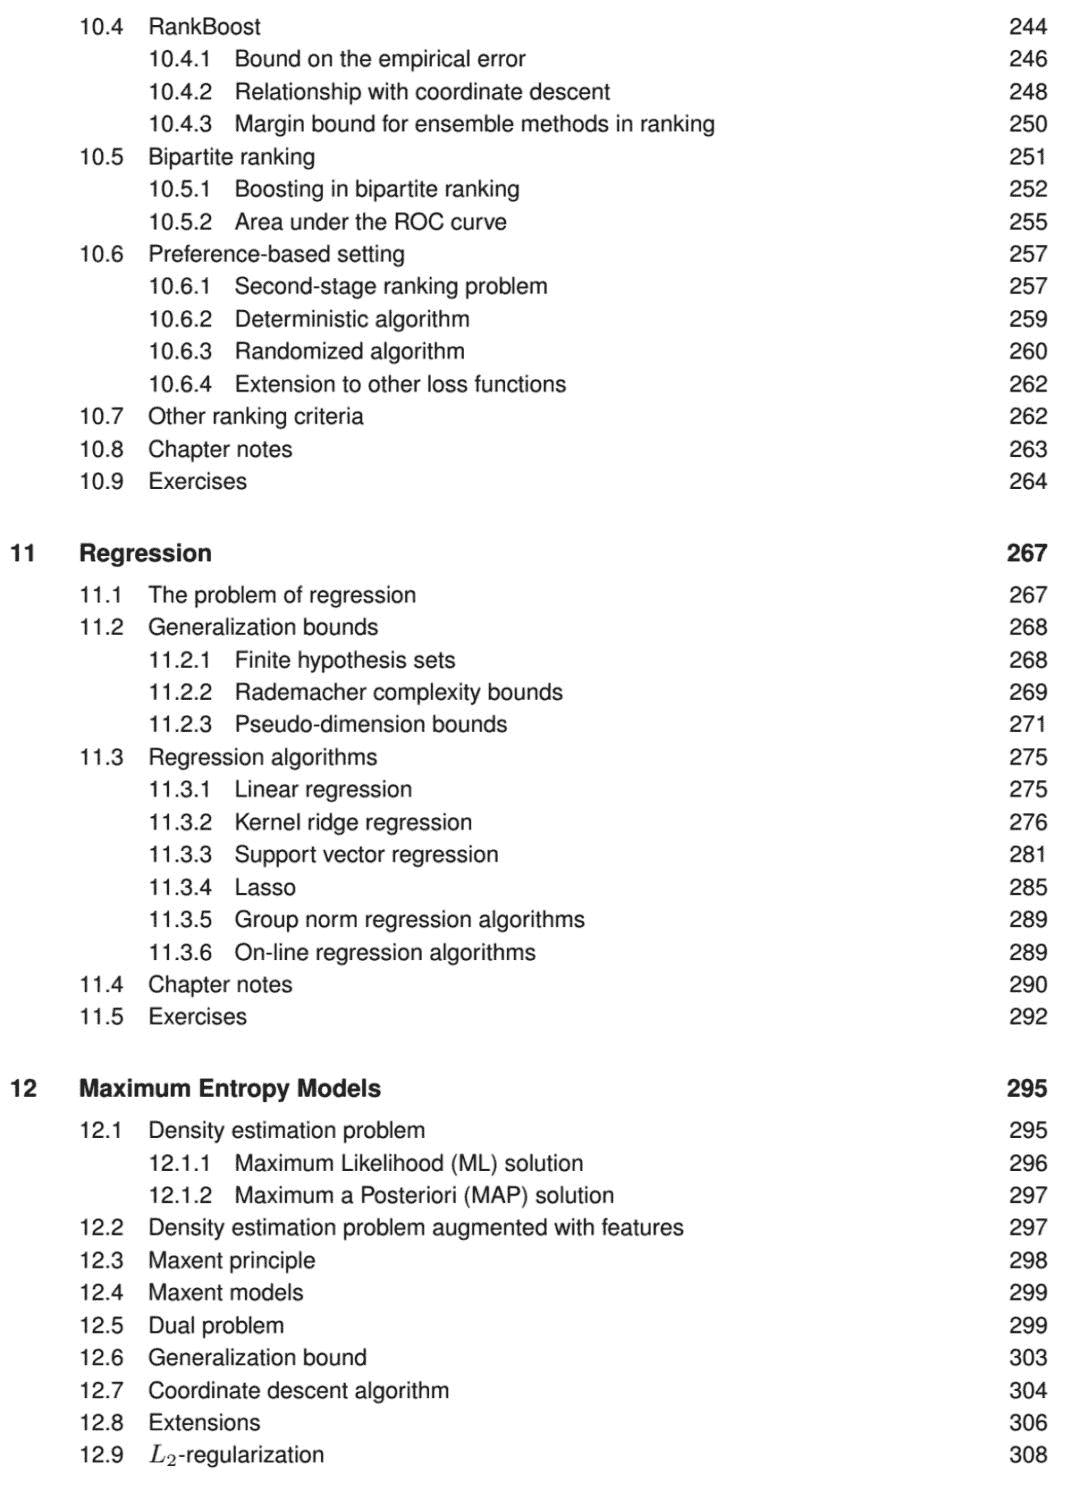 10.4 RankBoost 244
10.4.1 Bound on the empirical error 246
10.4.2 Relationship with coordinate descent 248
10.4.3 Margin bound for ensemble methods in ranking 250
10.5 Bipartite ranking 251
10.5.1 Boosting in bipartite ranking 252
10.5.2 Area under the ROC curve 255
10.6 Preference-based setting 257
10.6.1 Second-stage ranking problem 257
10.6.2 Deterministic algorithm 259
10.6.3 Randomized algorithm 260
10.6.4 Extension to other loss functions 262
10.7 Other ranking criteria 262
10.8 Chapter notes 263
10.9 Exercises 264
11 Regression 267
11.1 The problem of regression 267
11.2 Generalization bounds 268
11.2.1 Finite hypothesis sets 268
11.2.2 Rademacher complexity bounds 269
11.2.3 Pseudo-dimension bounds 271
11.3 Regression algorithms 275
11.3.1 Linear regression 275
11.3.2 Kernel ridge regression 276
11.3.3 Support vector regression 281
11.3.4 Lasso 285
11.3.5 Group norm regression algorithms 289
11.3.6 On-line regression algorithms 289
11.4 Chapter notes 290
11.5 Exercises 292
12 Maximum Entropy Models 295
12.1 Density estimation problem 295
12.1.1 Maximum Likelihood (ML) solution 296
12.1.2 Maximum a Posteriori (MAP) solution 297
12.2 Density estimation problem augmented with features 297
12.3 Maxent principle 298
12.4 Maxent models 299
12.5 Dual problem 299
12.6 Generalization bound 303
12.7 Coordinate descent algorithm 304
12.8 Extensions 306
12.9 L₂-regularization 308